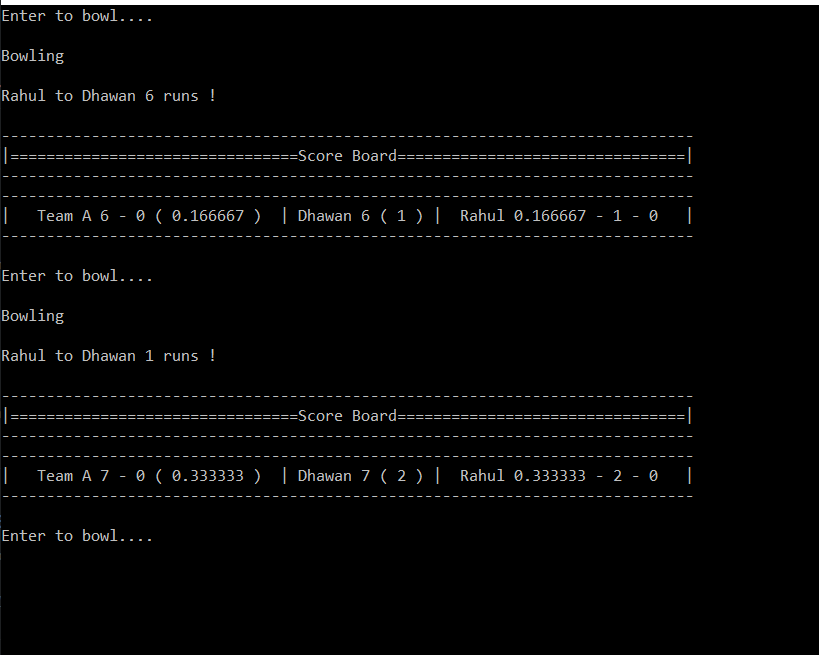 Enter to bowl....
Bowling
Rahul to Dhawan 6 runs !
-----------------------------------------------------------------------------
|================================Score Board================================|
-----------------------------------------------------------------------------
-----------------------------------------------------------------------------
|   Team A 6 - 0 ( 0.166667 )  | Dhawan 6 ( 1 ) |  Rahul 0.166667 - 1 - 0   |
-----------------------------------------------------------------------------
Enter to bowl....
Bowling
Rahul to Dhawan 1 runs !
-----------------------------------------------------------------------------
|================================Score Board================================|
-----------------------------------------------------------------------------
-----------------------------------------------------------------------------
|   Team A 7 - 0 ( 0.333333 )  | Dhawan 7 ( 2 ) |  Rahul 0.333333 - 2 - 0   |
-----------------------------------------------------------------------------
Enter to bowl....